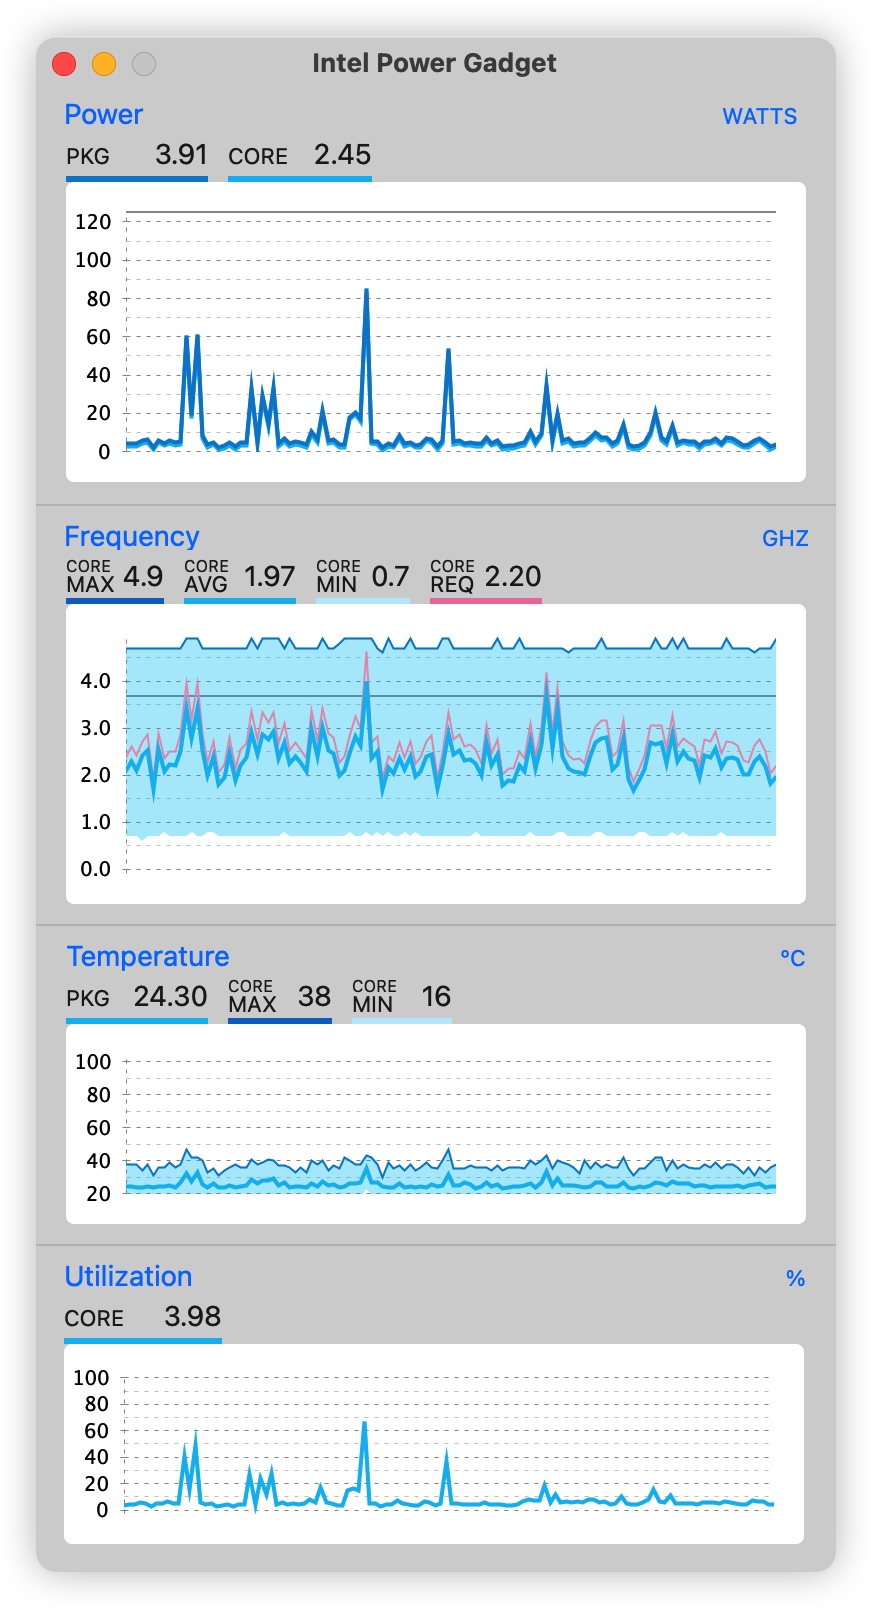 Intel Power Gadget
Power WATTS
PKG 3.91 CORE 2.45
120
100
80
60
40
20
0
Frequency GHZ
CORE MAX 4.9 CORE AVG 1.97 CORE MIN 0.7 CORE REQ 2.20
4.0
3.0
2.0
1.0
0.0
Temperature °C
PKG 24.30 CORE MAX 38 CORE MIN 16
100
80
60
40
20
Utilization %
CORE 3.98
100
80
60
40
20
0